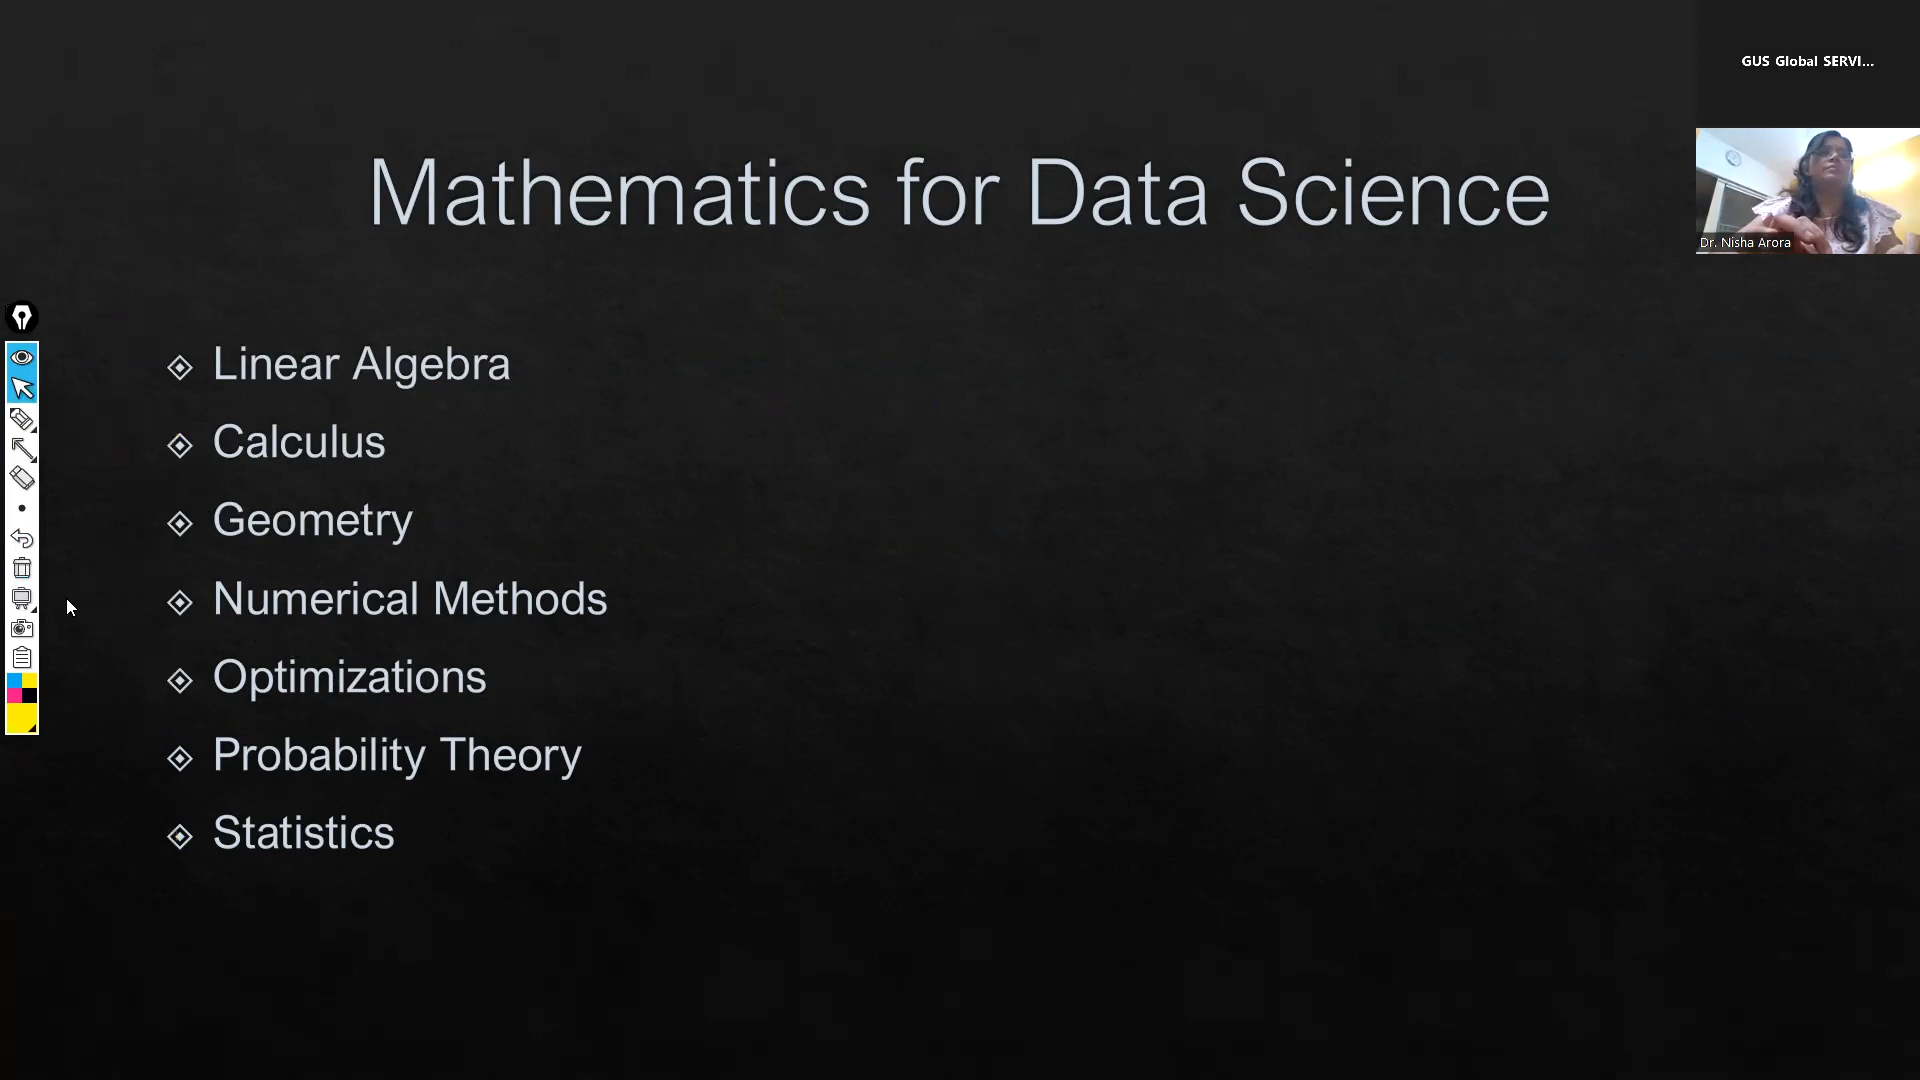 GUS Global SERVI...
Mathematics for Data Science
Dr. Nisha Arora
Linear Algebra
Calculus
Geometry
Numerical Methods
Optimizations
Probability Theory
Statistics